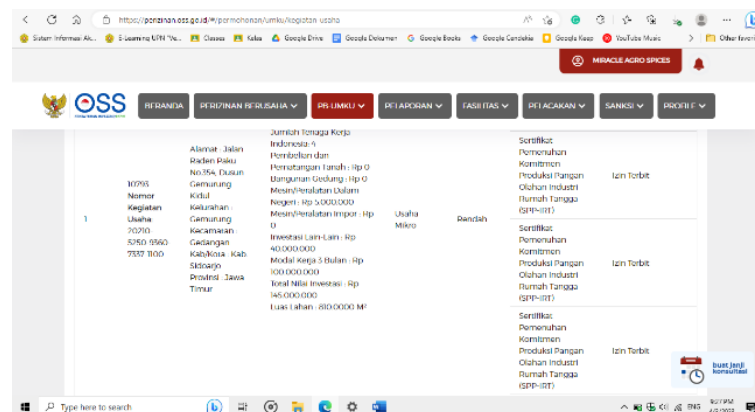 https://perizinan.oss.go.id/#/permohonan/umku/kegiatan-usaha
Sistem Informasi Ak...
E-Learning UPN "Ve...
Classes
Kelas
Google Drive
Google Dokumen
Google Books
Google Cendekia
Google Keep
YouTube Music
Other favori
MIRACLE AGRO SPICES
OSS
BERANDA
PERIZINAN BERUSAHA
PB-UMKU
PELAPORAN
FASILITAS
PELACAKAN
SANKSI
PROFILE
1
10793
Nomor
Kegiatan
Usaha
Alamat : Jalan
Raden Paku
No.354, Dusun
Gemurung
Kidul
Kelurahan :
Gemurung
Kecamatan :
Gedangan
Kab/Kota : Kab.
Sidoarjo
Provinsi : Jawa
Timur
Jumlah Tenaga Kerja
Indonesia: 4
Pembelian dan
Pematangan Tanah : Rp 0
Bangunan Gedung : Rp 0
Mesin/Peralatan Dalam
Negeri : Rp 5.000.000
Mesin/Peralatan Impor : Rp
0
Investasi Lain-Lain : Rp
40.000.000
Modal Kerja 3 Bulan : Rp
100.000.000
Total Nilai Investasi : Rp
145.000.000
Luas Lahan : 810.0000 M²
Usaha
Mikro
Rendah
Sertifikat
Pemenuhan
Komitmen
Produksi Pangan
Olahan Industri
Rumah Tangga
(SPP-IRT)
Izin Terbit
Sertifikat
Pemenuhan
Komitmen
Produksi Pangan
Olahan Industri
Rumah Tangga
(SPP-IRT)
Izin Terbit
Sertifikat
Pemenuhan
Komitmen
Produksi Pangan
Olahan Industri
Rumah Tangga
(SPP-IRT)
Izin Terbit
buat janji
konsultasi
Type here to search
ENG
9:07 PM